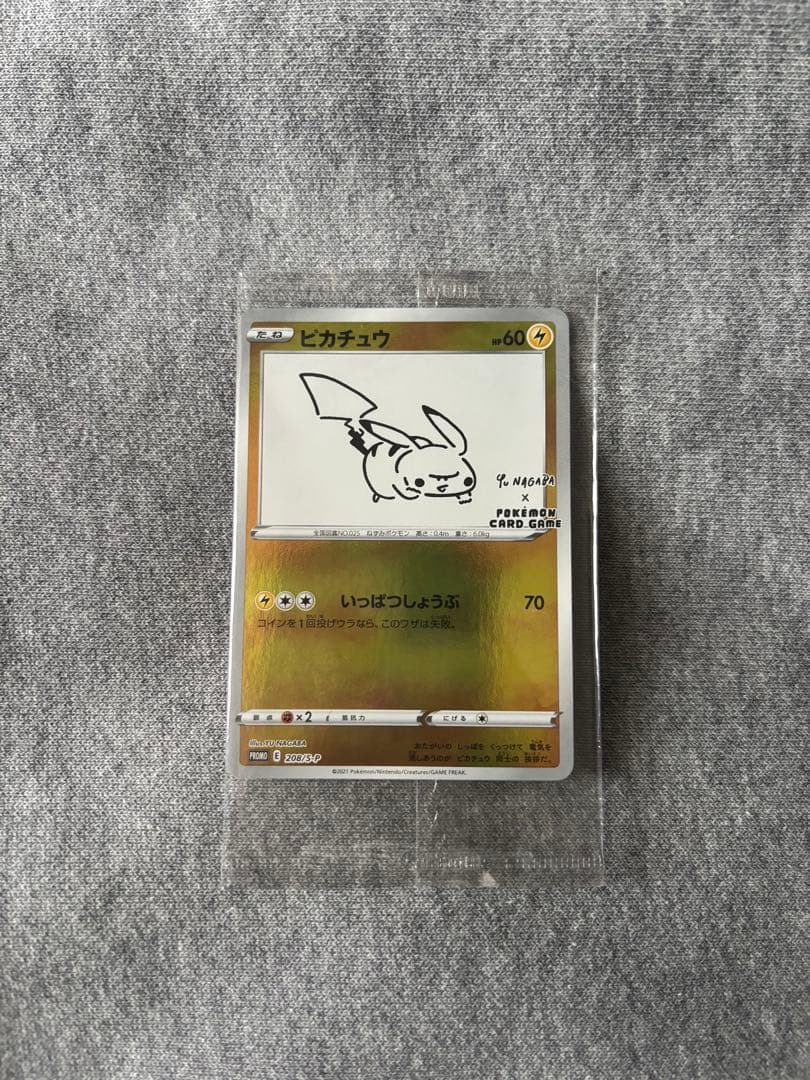 たね ピカチュウ HP60
Yu NAGABA
×
POKÉMON
CARD GAME
全国図鑑NO.025 ねずみポケモン 高さ:0.4m 重さ:6.0kg
いっぱつしょうぶ 70
コインを1回投げウラなら、このワザは失敗。
弱点 ×2 抵抗力 にげる
illus.YU NAGABA
PROMO E 208/S-P
おたがいの しっぽを くっつけて 電気を
流しあうのが ピカチュウ 同士の 挨拶だ。
©2021 Pokémon/Nintendo/Creatures/GAME FREAK.